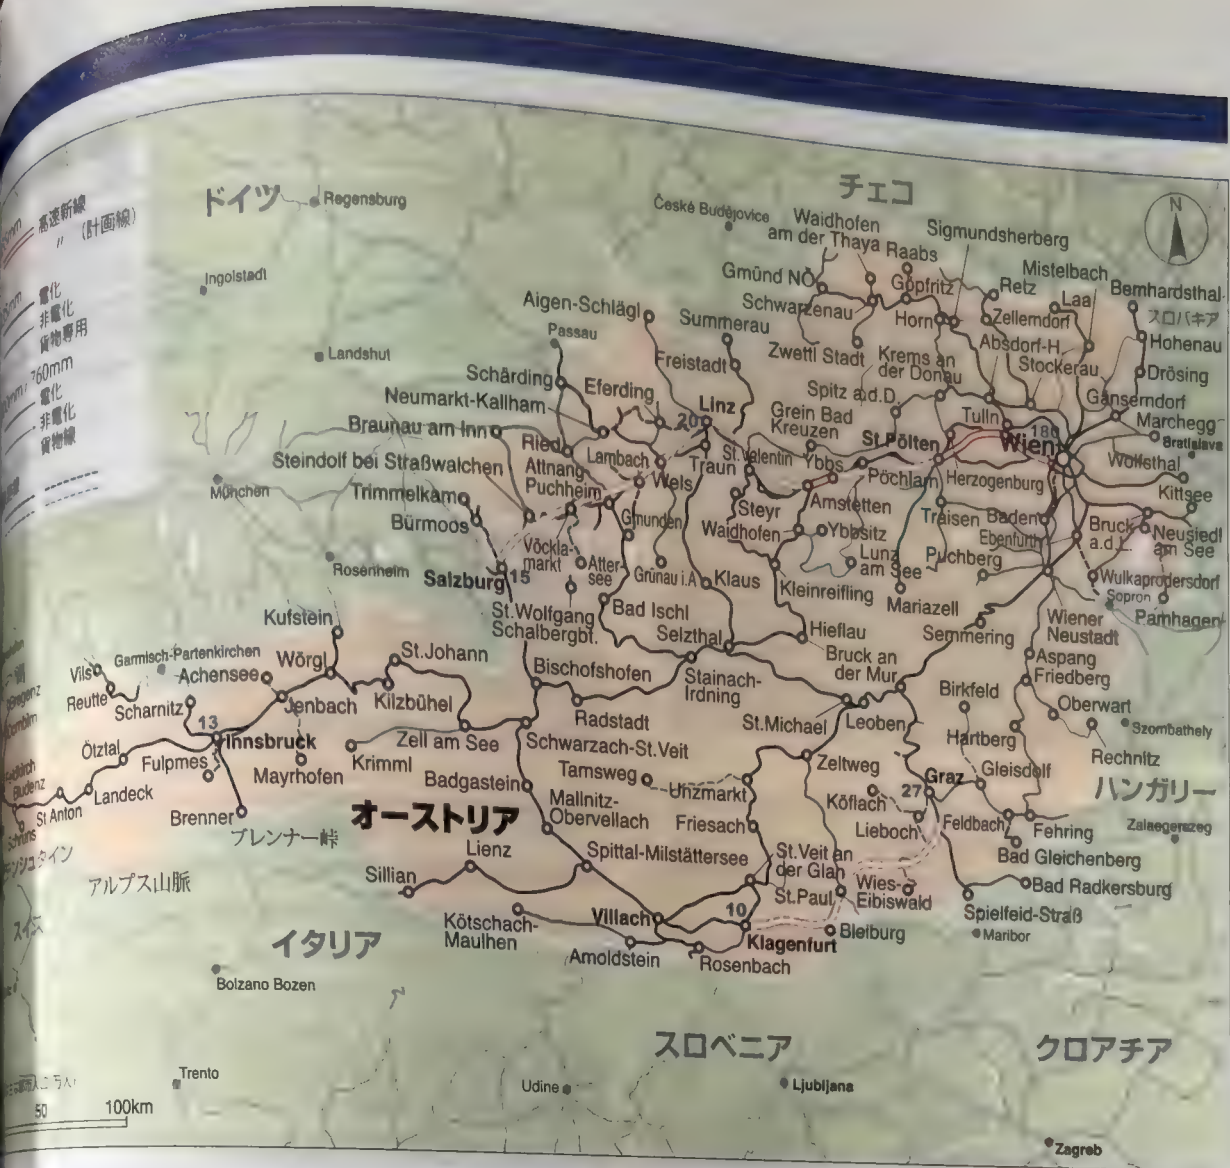 高速新線
〃 (計画線)
電化
非電化
貨物専用
760mm
電化
非電化
貨物線
ドイツ
Regensburg
チェコ
N
České Budějovice
Waidhofen
am der Thaya
Raabs
Sigmundsherberg
Ingolstadt
Gmünd NÖ
Göpfritz
Retz
Mistelbach
Bernhardsthal
Aigen-Schlägl
Schwarzenau
Horn
Zellerndorf
Laa
スロバキア
Passau
Summerau
Zwettl Stadt
Absdorf-H.
Hohenau
Landshut
Freistadt
Krems an
der Donau
Stockerau
Drösing
Schärding
Eferding
Spitz a.d.D.
Gänserndorf
Neumarkt-Kallham
Linz
20
Grein Bad
Kreuzen
Tulln
180
Marchegg
Braunau am Inn
Ried
St.Pölten
Wien
Bratislava
Steindolf bei Straßwalchen
Attnang
Puchheim
Lambach
Traun
St.Valentin
Ybbs
Pöchlarn
Herzogenburg
Wolfsthal
München
Trimmelkam
Wels
Kittsee
Bürmoos
Gmunden
Steyr
Amstetten
Traisen
Baden
Bruck
a.d.L.
Neusiedl
am See
Waidhofen
Ybbsitz
Ebenfurth
Rosenheim
Salzburg
15
Vöckla-
markt
Atter-
see
Grünau i.A
Klaus
Lunz
am See
Puchberg
Wulkaprodersdorf
Sopron
Kleinreifling
Mariazell
Pamhagen
Kufstein
St.Wolfgang
Schalbergbt.
Bad Ischl
Selzthal
Hieflau
Semmering
Wiener
Neustadt
Vils
Garmisch-Partenkirchen
Wörgl
St.Johann
Bischofshofen
Stainach-
Irdning
Bruck an
der Mur
Aspang
Reutte
Achensee
Friedberg
Scharnitz
Jenbach
Kilzbühel
Radstadt
St.Michael
Leoben
Birkfeld
Oberwart
Szombathely
13
Innsbruck
Zell am See
Schwarzach-St.Veit
Hartberg
Rechnitz
Ötztal
Fulpmes
Mayrhofen
Krimml
Badgastein
Tamsweg
Unzmarkt
Zeltweg
Graz
27
Gleisdolf
ハンガリー
St Anton
Landeck
Brenner
Mallnitz-
Obervellach
Köflach
オーストリア
Friesach
Lieboch
Feldbach
Fehring
Zalaegerszeg
ブレンナー峠
Bad Gleichenberg
Lienz
Spittal-Milstättersee
St.Veit an
der Glan
アルプス山脈
Sillian
St.Paul
Wies-
Eibiswald
Bad Radkersburg
Kötschach-
Maulhen
Villach
10
Klagenfurt
Bleiburg
Spielfeid-Straß
Maribor
イタリア
Arnoldstein
Rosenbach
Bolzano Bozen
スロベニア
クロアチア
Trento
Udine
Ljubljana
50
100km
Zagreb